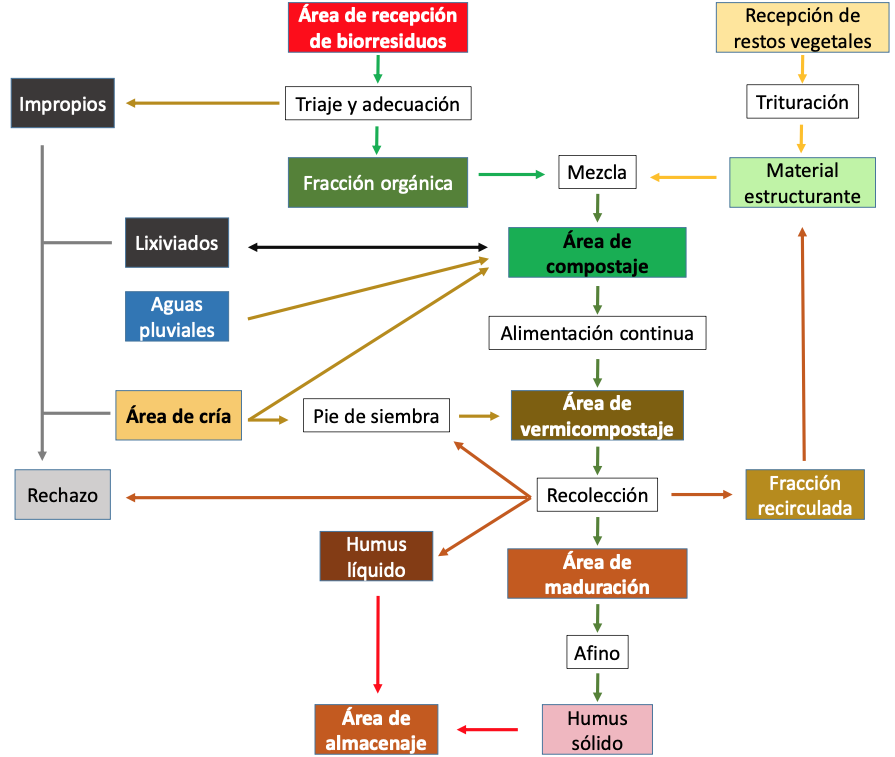 Área de recepción
de biorresiduos
Recepción de
restos vegetales
Impropios
Triaje y adecuación
Trituración
Fracción orgánica
Mezcla
Material
estructurante
Lixiviados
Área de
compostaje
Aguas
pluviales
Alimentación continua
Área de cría
Pie de siembra
Área de
vermicompostaje
Rechazo
Recolección
Fracción
recirculada
Humus
líquido
Área de
maduración
Afino
Área de
almacenaje
Humus
sólido